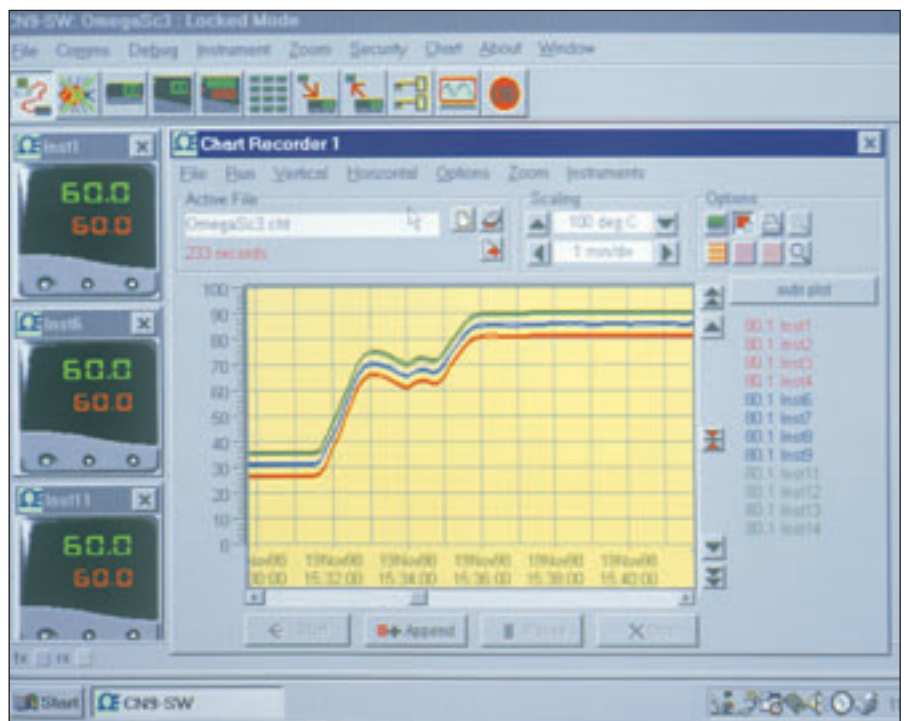 CN9-SW: OmegaSc3 : Locked Mode
File Comms Debug Instrument Zoom Security Chart About Window
Inst1
60.0
60.0
Inst6
60.0
60.0
Inst11
60.0
60.0
Chart Recorder 1
File Run Vertical Horizontal Options Zoom Instruments
Active File
OmegaSc3.cht
233 records
Scaling
100 deg C
1 min/div
Options
auto plot
100
90
80
70
60
50
40
30
20
10
0
19Nov98 19Nov98 19Nov98 19Nov98 19Nov98
15:32:00 15:34:00 15:36:00 15:38:00 15:40:00
80.1 Inst1
80.1 Inst2
80.1 Inst3
80.1 Inst4
80.1 Inst6
80.1 Inst7
80.1 Inst8
80.1 Inst9
80.1 Inst11
80.1 Inst12
80.1 Inst13
80.1 Inst14
Start Append Pause
tx rx
Start CN9-SW